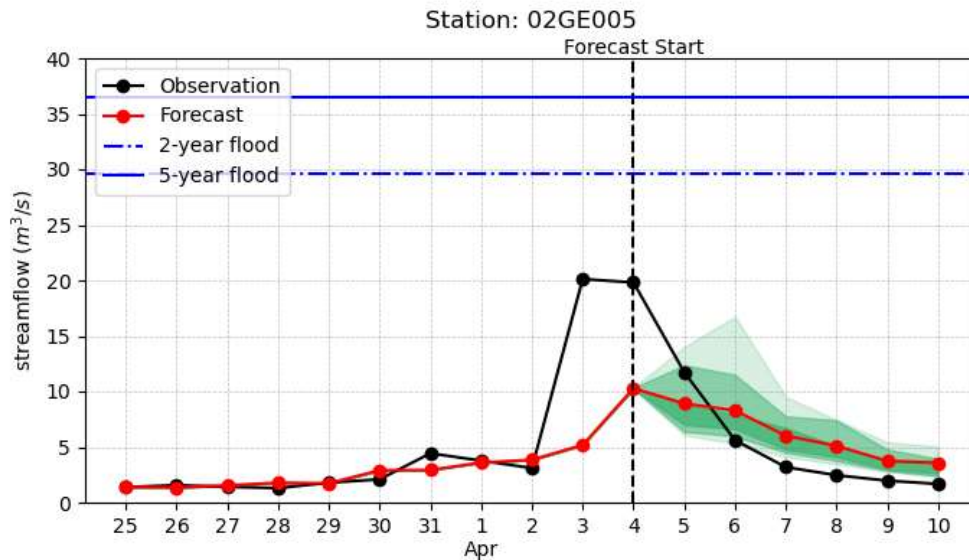 Station: 02GE005
Forecast Start
Observation
Forecast
2-year flood
5-year flood
streamflow (m³/s)
40
35
30
25
20
15
10
5
0
25 26 27 28 29 30 31 1 2 3 4 5 6 7 8 9 10
Apr